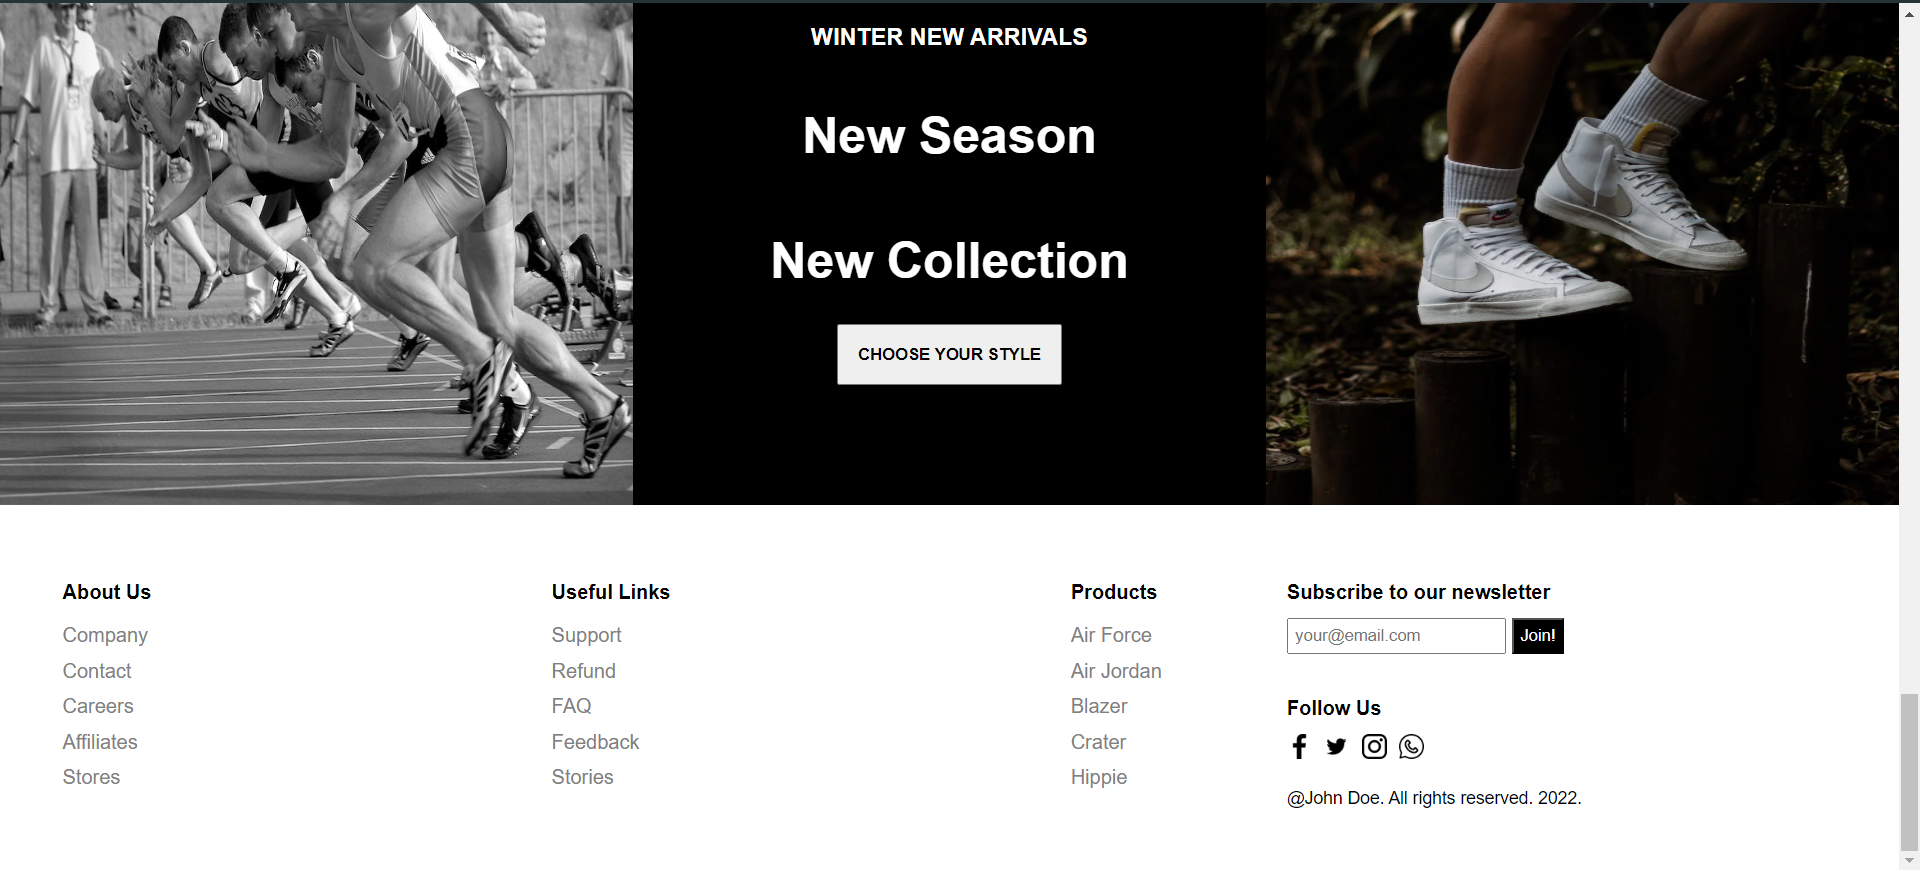 WINTER NEW ARRIVALS
New Season
New Collection
CHOOSE YOUR STYLE
About Us
Company
Contact
Careers
Affiliates
Stores
Useful Links
Support
Refund
FAQ
Feedback
Stories
Products
Air Force
Air Jordan
Blazer
Crater
Hippie
Subscribe to our newsletter
your@email.com Join!
Follow Us
@John Doe. All rights reserved. 2022.